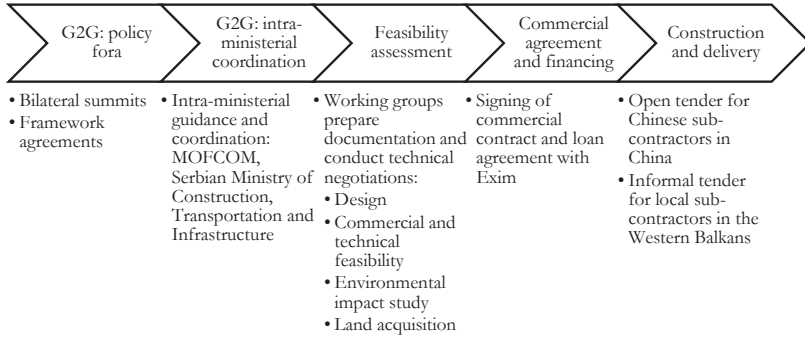 G2G: policy
fora
G2G: intra-
ministerial
coordination
Feasibility
assessment
Commercial
agreement
and financing
Construction
and delivery
• Bilateral summits
• Framework
agreements
• Intra-ministerial
guidance and
coordination:
MOFCOM,
Serbian Ministry of
Construction,
Transportation and
Infrastructure
• Working groups
prepare
documentation and
conduct technical
negotiations:
• Design
• Commercial and
technical
feasibility
• Environmental
impact study
• Land acquisition
• Signing of
commercial
contract and loan
agreement with
Exim
• Open tender for
Chinese sub-
contractors in
China
• Informal tender
for local sub-
contractors in the
Western Balkans